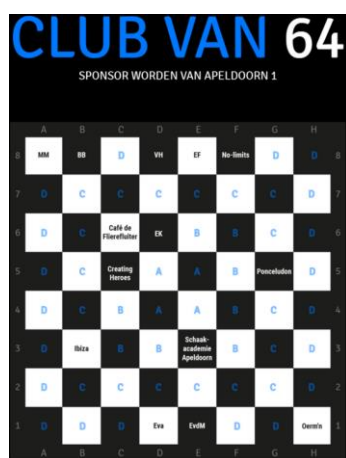 CLUB VAN 64
SPONSOR WORDEN VAN APELDOORN 1
A B C D E F G H
8 MM BB D VH EF No-limits D D 8
7 D C C C C C C D 7
6 D C Café de Fliereflúiter EK B B C D 6
5 D C Creating Heroes A A B Ponceludon D 5
4 D C B A A B C D 4
3 D Ibiza B B Schaak-academie Apeldoorn B C D 3
2 D C C C C C C D 2
1 D D D Eva EvdM D D Oerm'n 1
A B C D E F G H